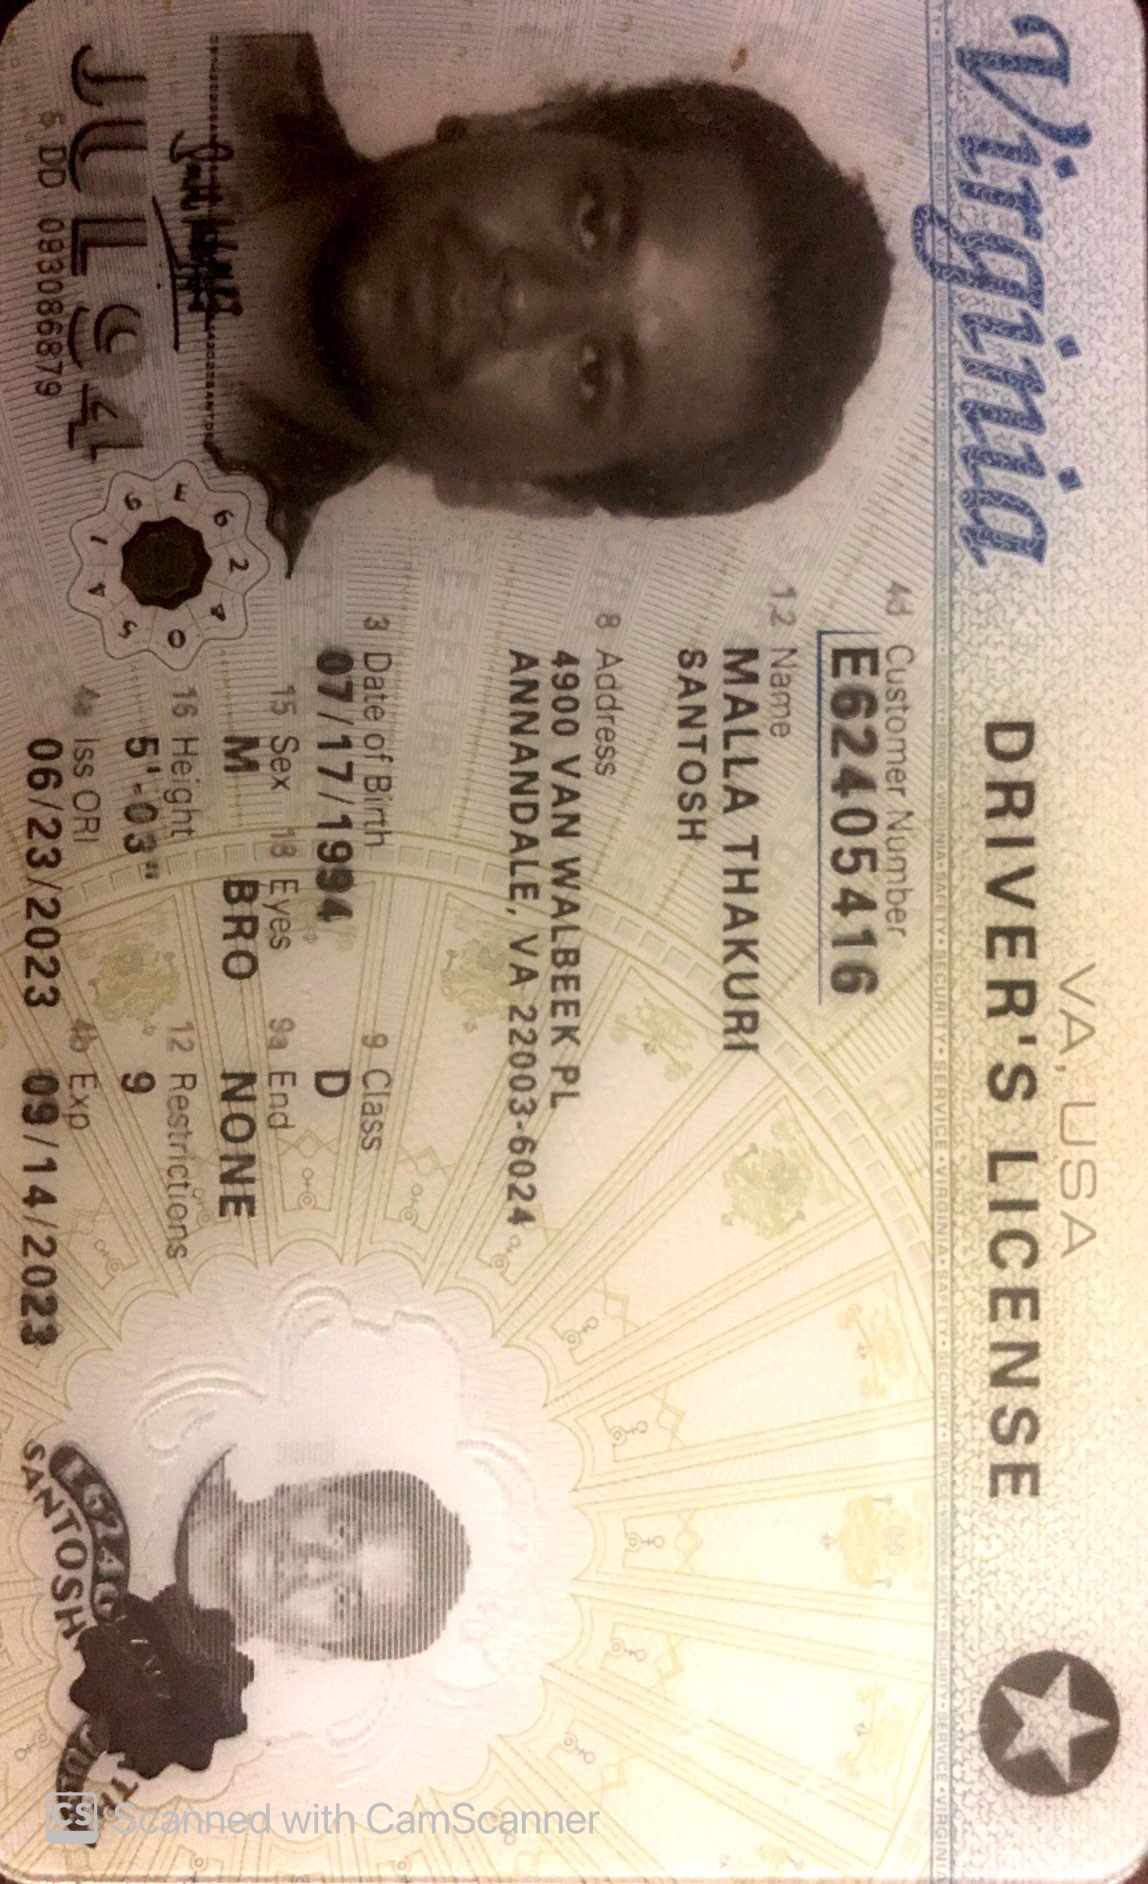 Virginia
VA, USA
DRIVER'S LICENSE
4d Customer Number
E62405416
1,2 Name
MALLA THAKURI
SANTOSH
8 Address
4900 VAN WALBEEK PL
ANNANDALE, VA 22003-6024
3 Date of Birth
07/17/1994
9 Class
D
15 Sex
M
18 Eyes
BRO
9a End
NONE
16 Height
5'-03"
12 Restrictions
9
4a Iss ORI
06/23/2023
4b Exp
09/14/2023
JUL 94
5 DD 093086879
SANTOSH
CS Scanned with CamScanner